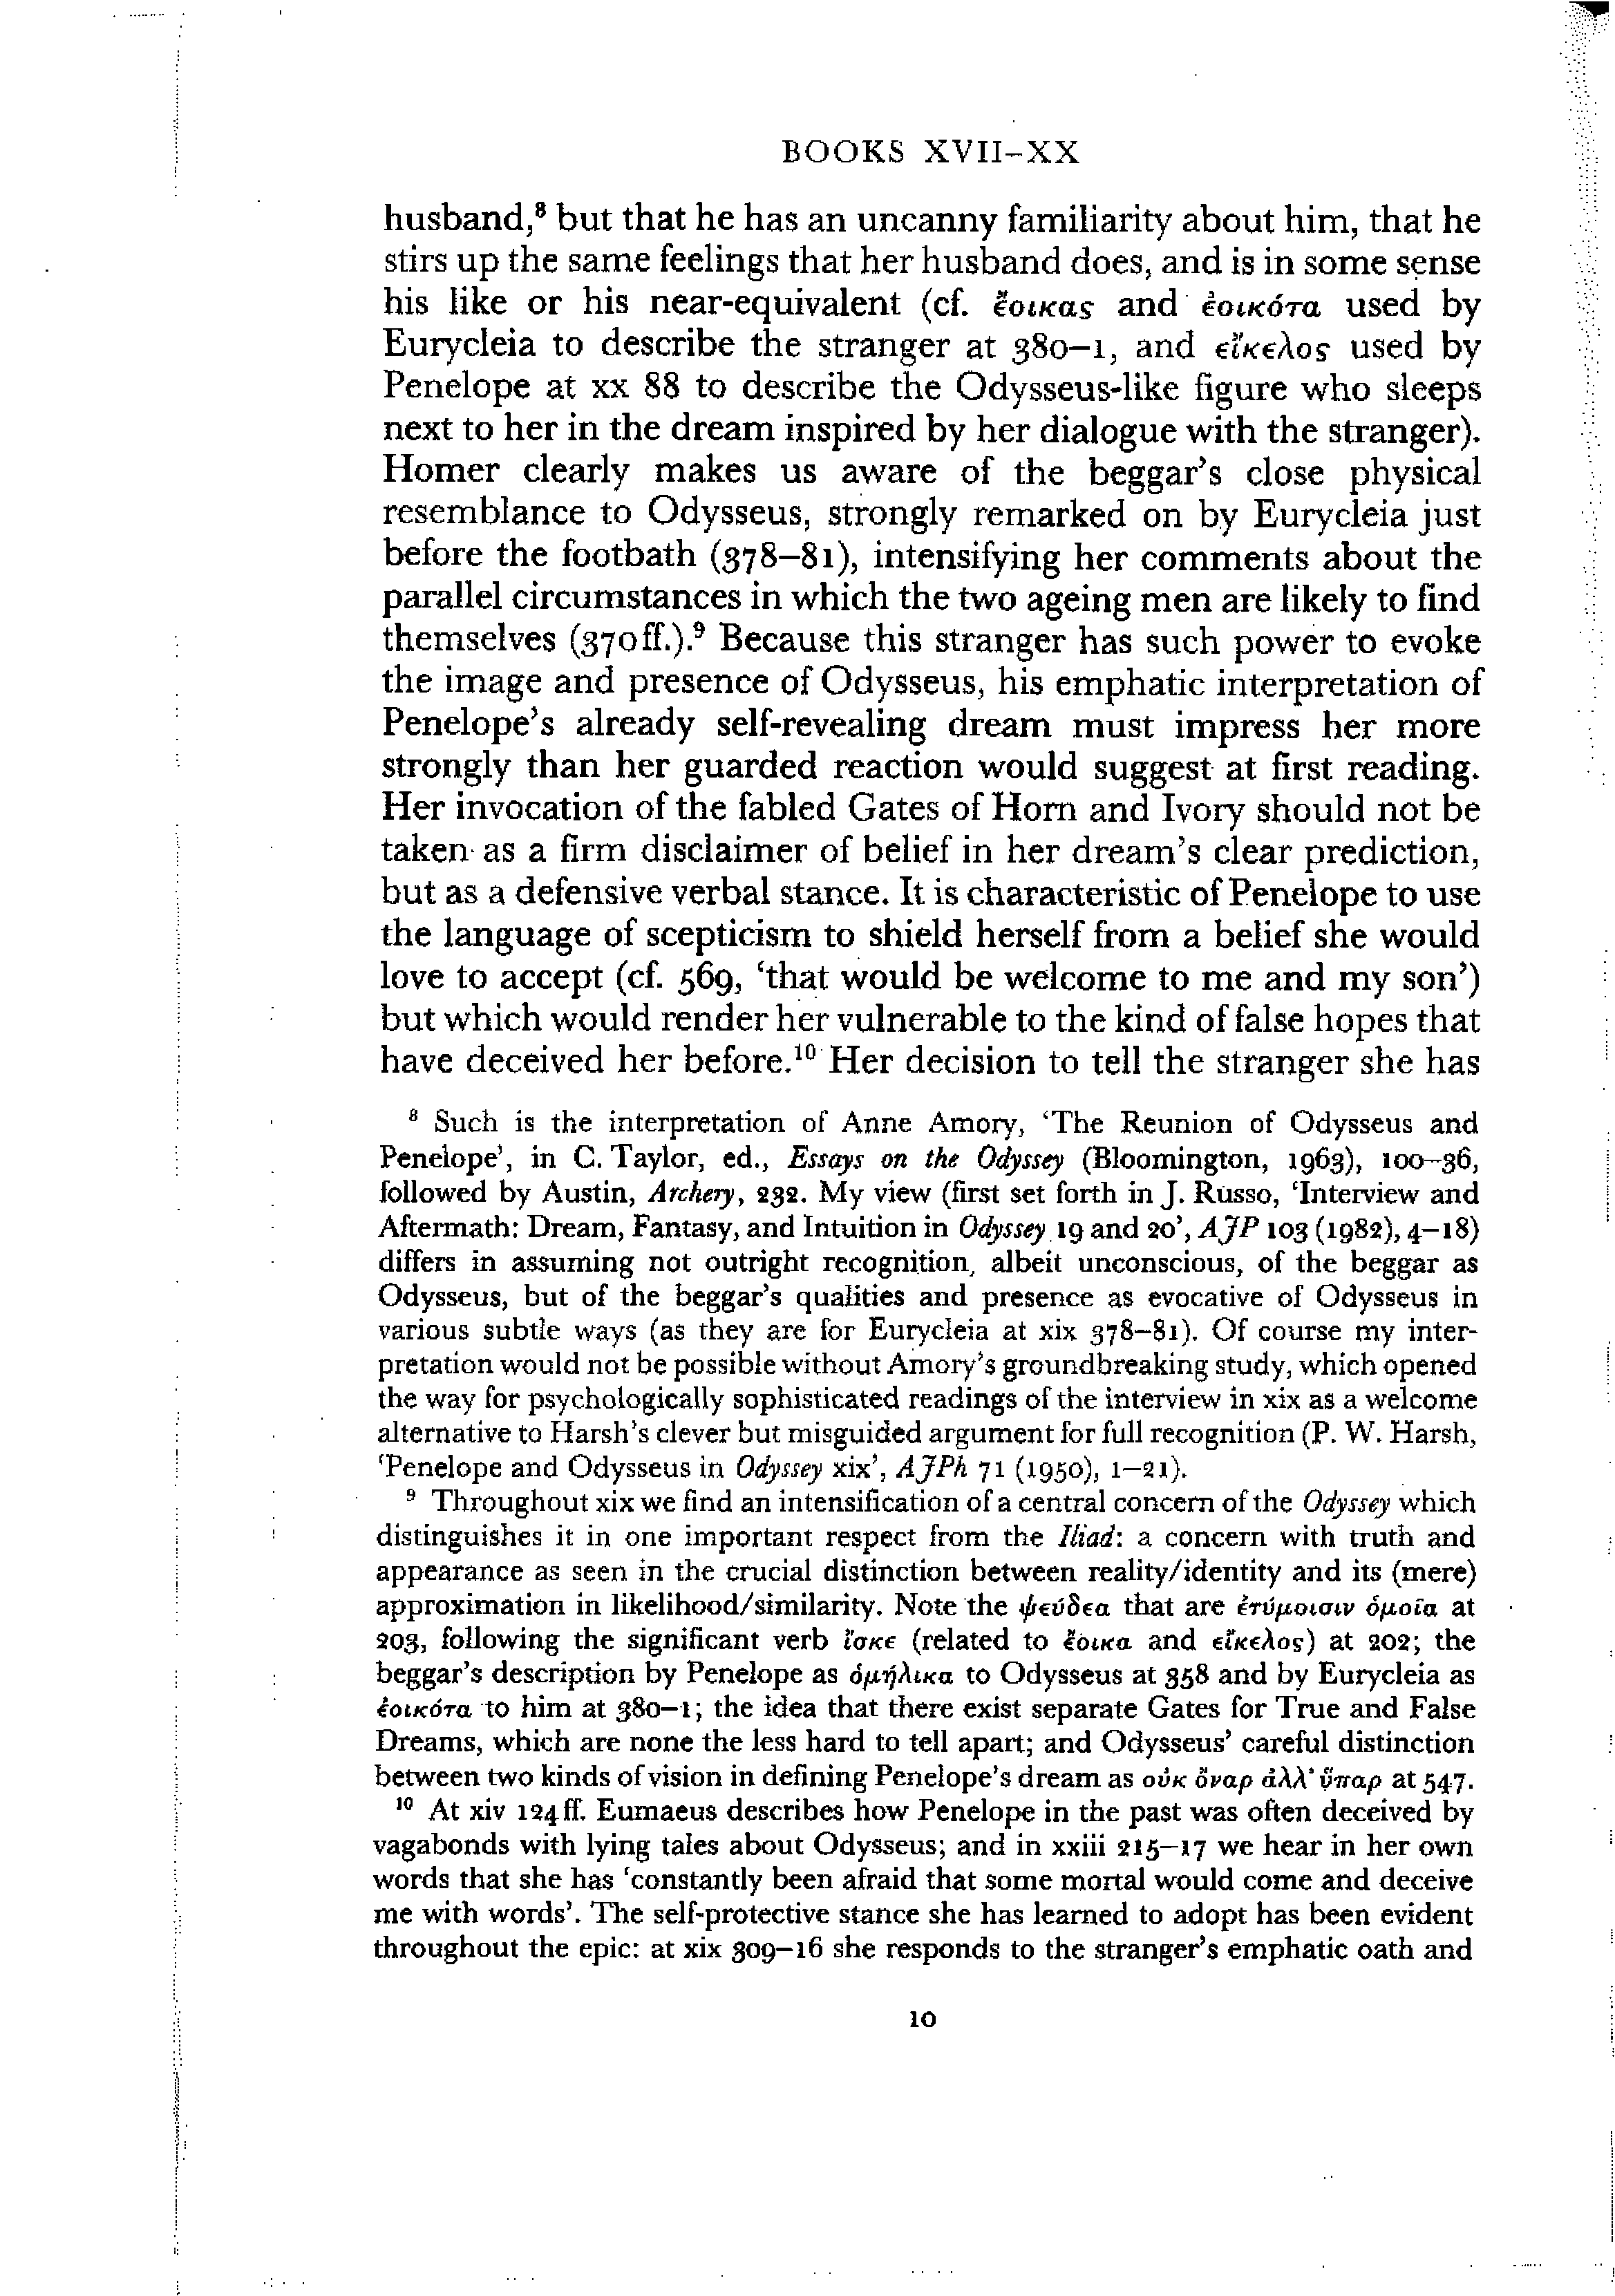 BOOKS XVII–XX
husband,⁸ but that he has an uncanny familiarity about him, that he
stirs up the same feelings that her husband does, and is in some sense
his like or his near-equivalent (cf. ἔοικας and ἐοικότα used by
Eurycleia to describe the stranger at 380–1, and εἴκελος used by
Penelope at xx 88 to describe the Odysseus-like figure who sleeps
next to her in the dream inspired by her dialogue with the stranger).
Homer clearly makes us aware of the beggar's close physical
resemblance to Odysseus, strongly remarked on by Eurycleia just
before the footbath (378–81), intensifying her comments about the
parallel circumstances in which the two ageing men are likely to find
themselves (370ff.).⁹ Because this stranger has such power to evoke
the image and presence of Odysseus, his emphatic interpretation of
Penelope's already self-revealing dream must impress her more
strongly than her guarded reaction would suggest at first reading.
Her invocation of the fabled Gates of Horn and Ivory should not be
taken as a firm disclaimer of belief in her dream's clear prediction,
but as a defensive verbal stance. It is characteristic of Penelope to use
the language of scepticism to shield herself from a belief she would
love to accept (cf. 569, 'that would be welcome to me and my son')
but which would render her vulnerable to the kind of false hopes that
have deceived her before.¹⁰ Her decision to tell the stranger she has
⁸ Such is the interpretation of Anne Amory, 'The Reunion of Odysseus and
Penelope', in C. Taylor, ed., Essays on the Odyssey (Bloomington, 1963), 100–36,
followed by Austin, Archery, 232. My view (first set forth in J. Russo, 'Interview and
Aftermath: Dream, Fantasy, and Intuition in Odyssey 19 and 20', AJP 103 (1982), 4–18)
differs in assuming not outright recognition, albeit unconscious, of the beggar as
Odysseus, but of the beggar's qualities and presence as evocative of Odysseus in
various subtle ways (as they are for Eurycleia at xix 378–81). Of course my inter-
pretation would not be possible without Amory's groundbreaking study, which opened
the way for psychologically sophisticated readings of the interview in xix as a welcome
alternative to Harsh's clever but misguided argument for full recognition (P. W. Harsh,
'Penelope and Odysseus in Odyssey xix', AJPh 71 (1950), 1–21).
⁹ Throughout xix we find an intensification of a central concern of the Odyssey which
distinguishes it in one important respect from the Iliad: a concern with truth and
appearance as seen in the crucial distinction between reality/identity and its (mere)
approximation in likelihood/similarity. Note the ψεύδεα that are ἐτύμοισιν ὁμοῖα at
203, following the significant verb ἴσκε (related to ἔοικα and εἴκελος) at 202; the
beggar's description by Penelope as ὁμήλικα to Odysseus at 358 and by Eurycleia as
ἐοικότα to him at 380–1; the idea that there exist separate Gates for True and False
Dreams, which are none the less hard to tell apart; and Odysseus' careful distinction
between two kinds of vision in defining Penelope's dream as οὐκ ὄναρ ἀλλ' ὕπαρ at 547.
¹⁰ At xiv 124ff. Eumaeus describes how Penelope in the past was often deceived by
vagabonds with lying tales about Odysseus; and in xxiii 215–17 we hear in her own
words that she has 'constantly been afraid that some mortal would come and deceive
me with words'. The self-protective stance she has learned to adopt has been evident
throughout the epic: at xix 309–16 she responds to the stranger's emphatic oath and
10